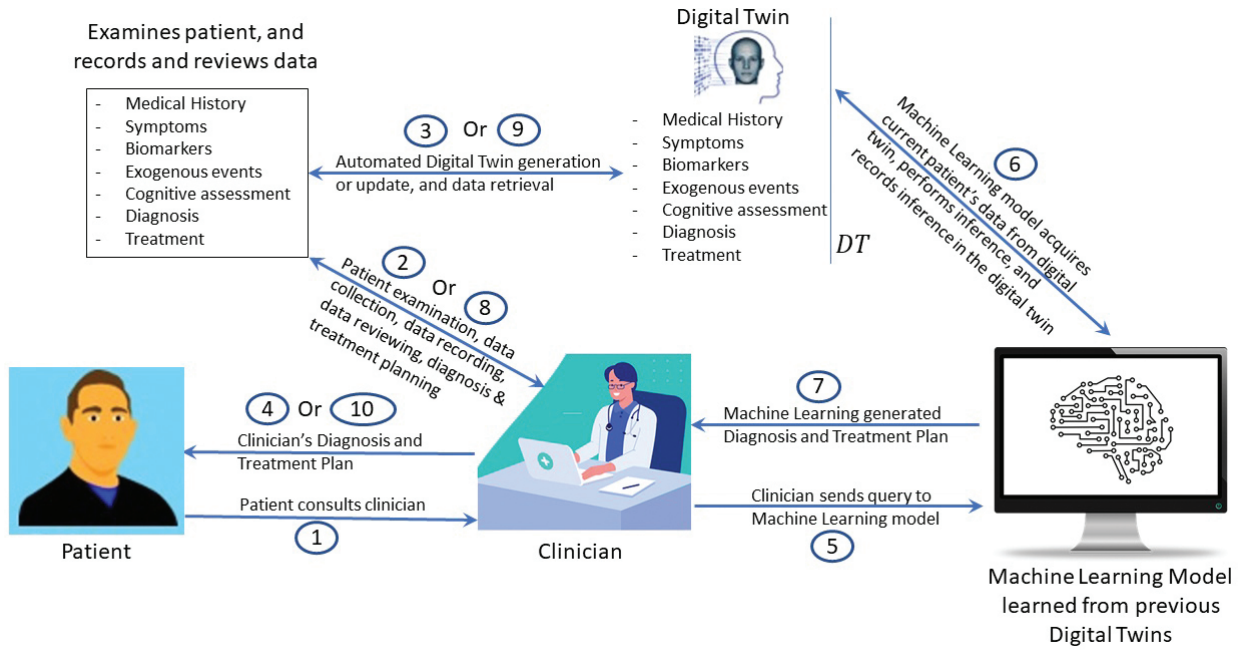 Examines patient, and
records and reviews data
- Medical History
- Symptoms
- Biomarkers
- Exogenous events
- Cognitive assessment
- Diagnosis
- Treatment
3 Or 9
Automated Digital Twin generation
or update, and data retrieval
Digital Twin
- Medical History
- Symptoms
- Biomarkers
- Exogenous events
- Cognitive assessment
- Diagnosis
- Treatment
DT
6
Machine Learning model acquires
current patient's data from digital
twin, performs inference, and
records inference in the digital twin
2 Or 8
Patient examination, data
collection, data recording,
data reviewing, diagnosis &
treatment planning
4 Or 10
Clinician's Diagnosis and
Treatment Plan
Patient consults clinician
1
Patient
Clinician
7
Machine Learning generated
Diagnosis and Treatment Plan
Clinician sends query to
Machine Learning model
5
Machine Learning Model
learned from previous
Digital Twins